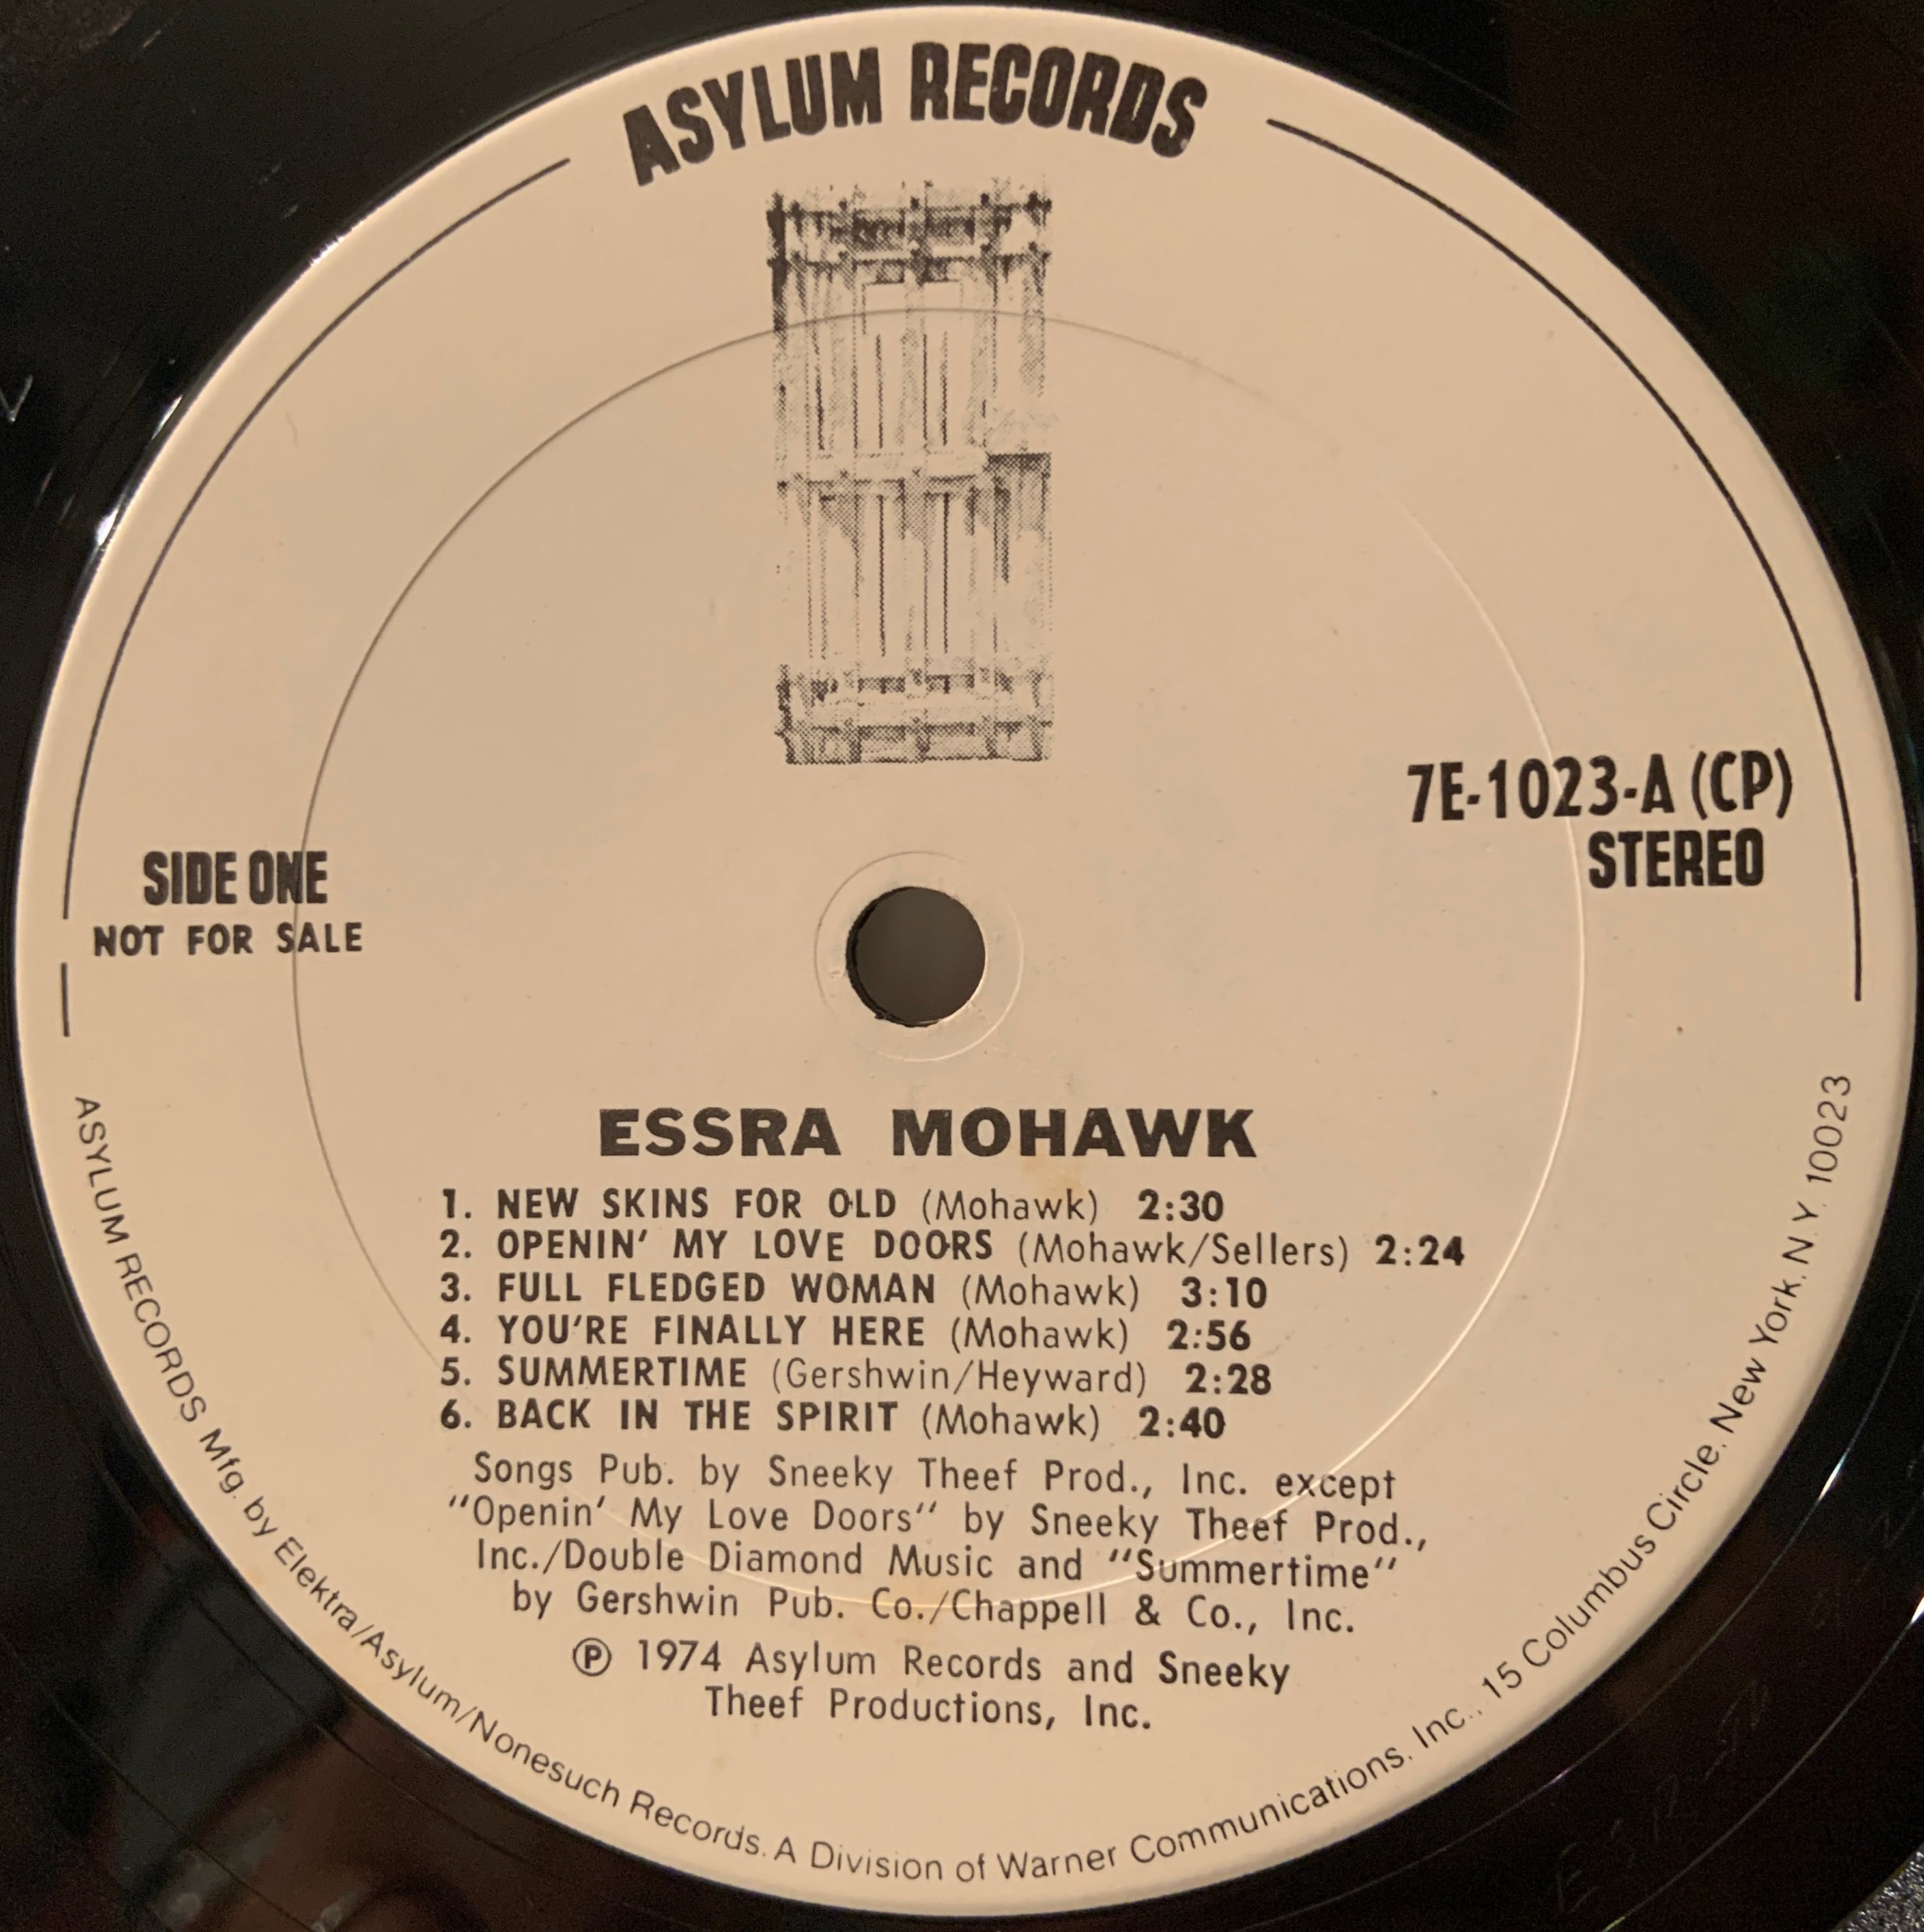 ASYLUM RECORDS
7E-1023-A (CP)
STEREO
SIDE ONE
NOT FOR SALE
ESSRA MOHAWK
1. NEW SKINS FOR OLD (Mohawk) 2:30
2. OPENIN' MY LOVE DOORS (Mohawk/Sellers) 2:24
3. FULL FLEDGED WOMAN (Mohawk) 3:10
4. YOU'RE FINALLY HERE (Mohawk) 2:56
5. SUMMERTIME (Gershwin/Heyward) 2:28
6. BACK IN THE SPIRIT (Mohawk) 2:40
Songs Pub. by Sneeky Theef Prod., Inc. except
"Openin' My Love Doors" by Sneeky Theef Prod.,
Inc./Double Diamond Music and "Summertime"
by Gershwin Pub. Co./Chappell & Co., Inc.
Ⓟ 1974 Asylum Records and Sneeky
Theef Productions, Inc.
ASYLUM RECORDS Mfg. by Elektra/Asylum/Nonesuch Records. A Division of Warner Communications, Inc., 15 Columbus Circle, New York, N.Y. 10023